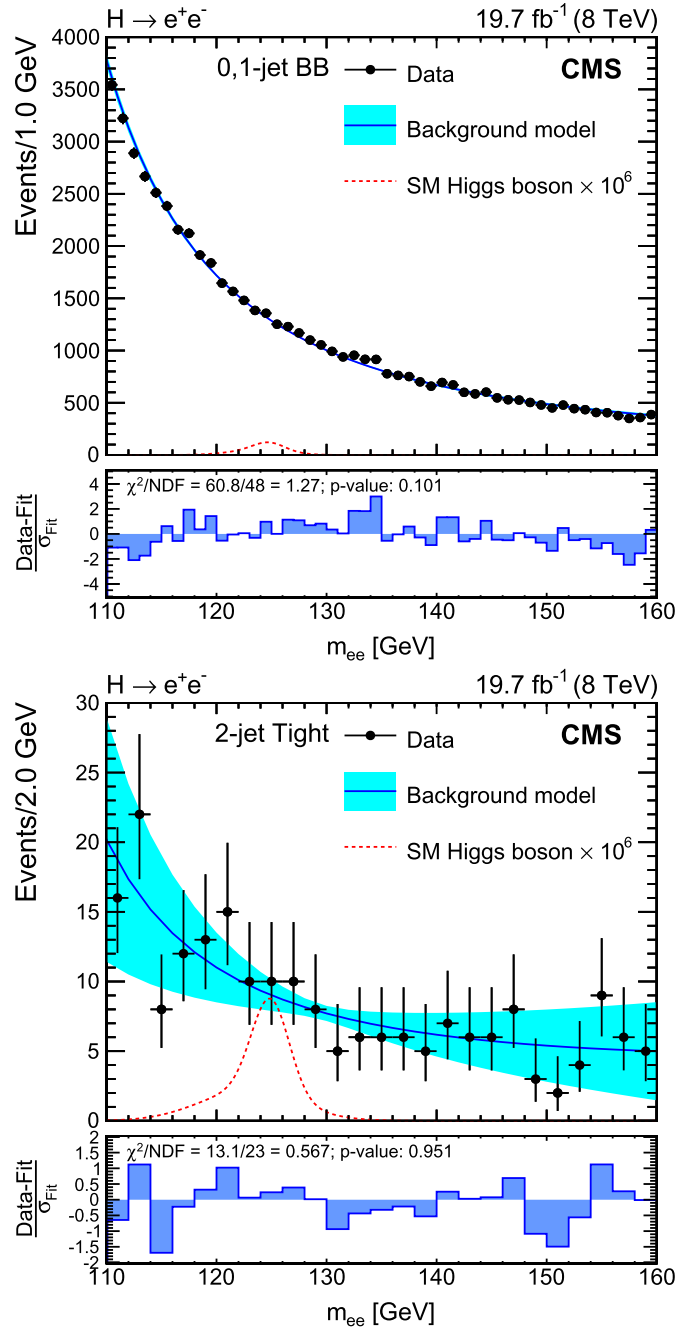 H → e⁺e⁻ 19.7 fb⁻¹ (8 TeV)
0,1-jet BB Data CMS
Background model
SM Higgs boson × 10⁶
Events/1.0 GeV
4000
3500
3000
2500
2000
1500
1000
500
0
χ²/NDF = 60.8/48 = 1.27; p-value: 0.101
Data-Fit
σFit
4
2
0
-2
-4
110 120 130 140 150 160
mₑₑ [GeV]
H → e⁺e⁻ 19.7 fb⁻¹ (8 TeV)
2-jet Tight Data CMS
Background model
SM Higgs boson × 10⁶
Events/2.0 GeV
30
25
20
15
10
5
0
χ²/NDF = 13.1/23 = 0.567; p-value: 0.951
Data-Fit
σFit
2
1.5
1
0.5
0
-0.5
-1
-1.5
-2
110 120 130 140 150 160
mₑₑ [GeV]